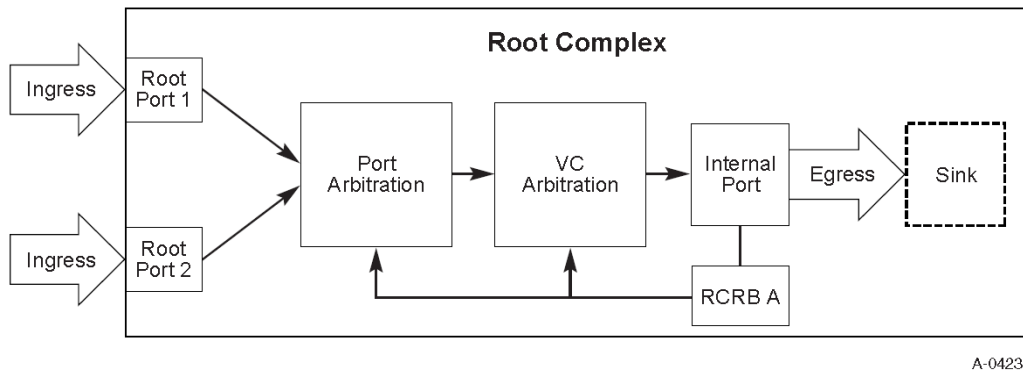 Root Complex
Ingress
Root
Port 1
Port
Arbitration
VC
Arbitration
Internal
Port
Egress
Sink
Ingress
Root
Port 2
RCRB A
A-0423